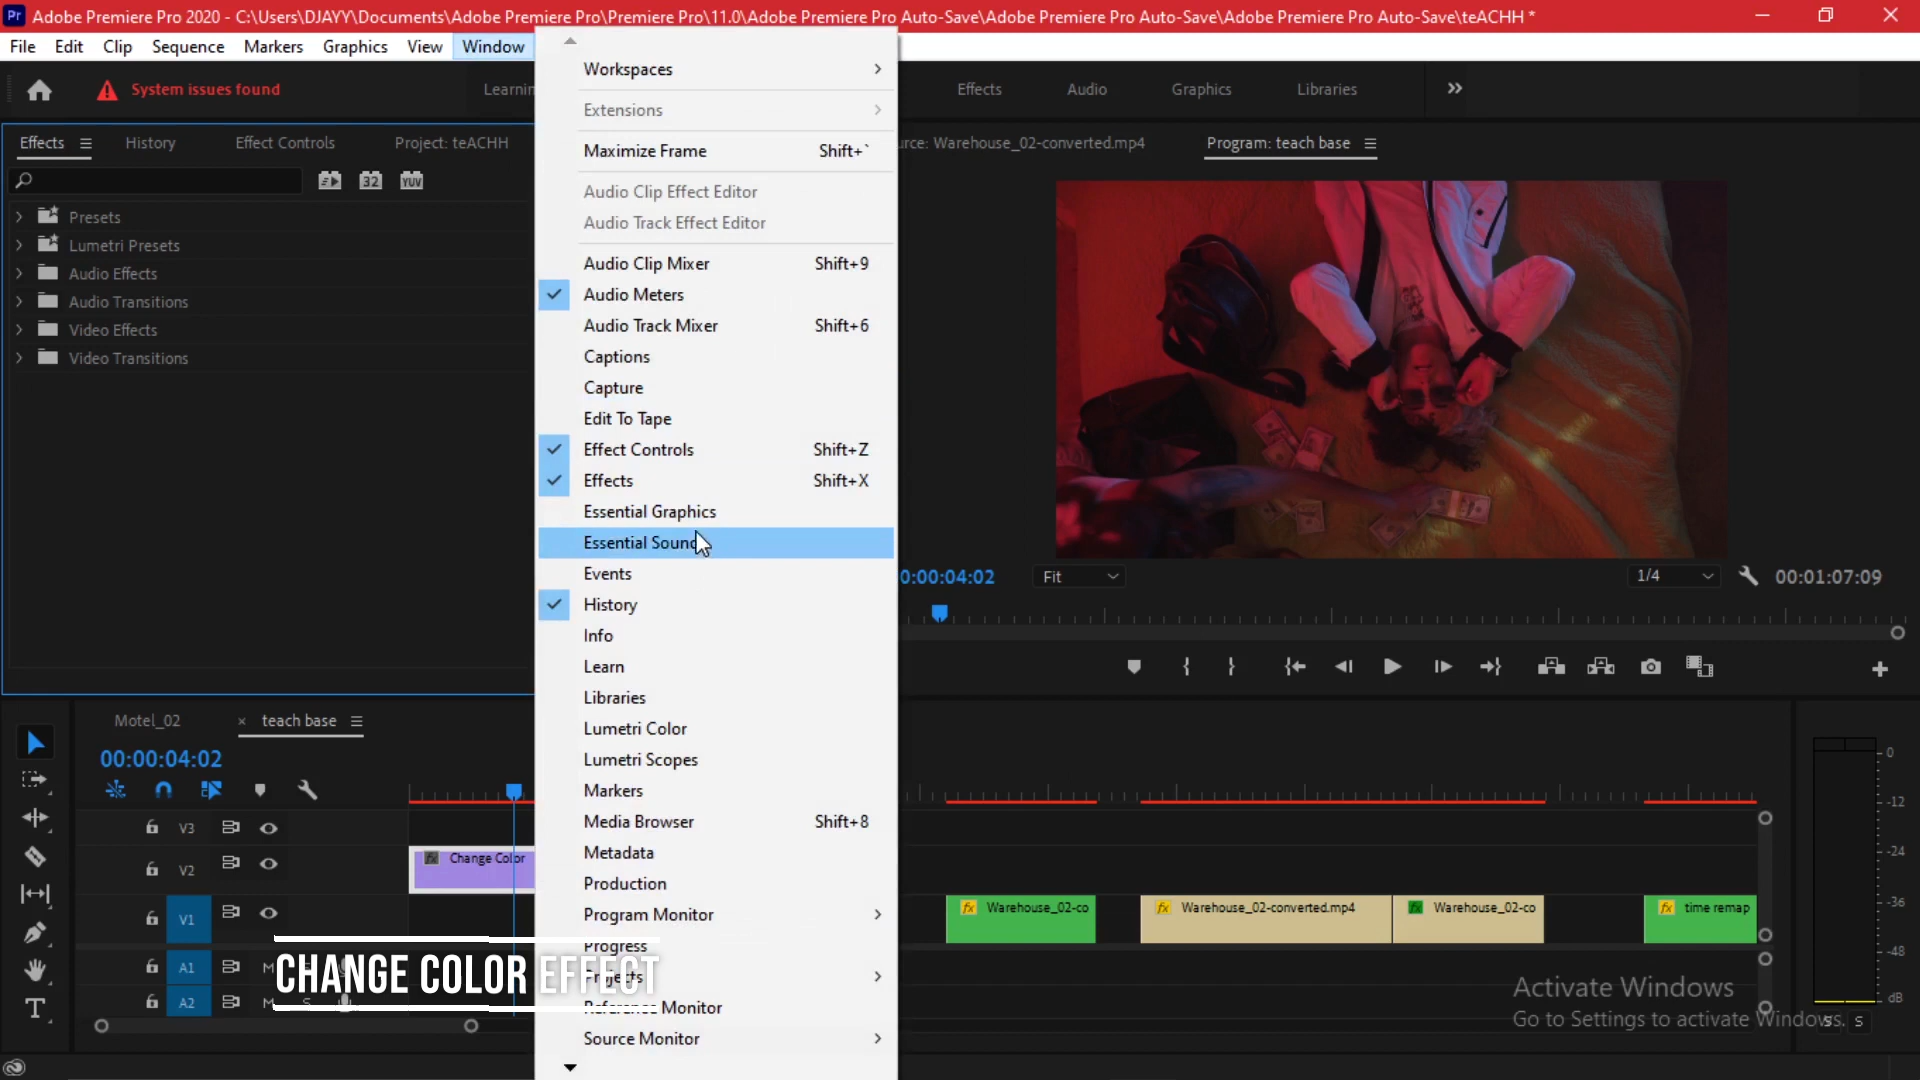 Adobe Premiere Pro 2020 - C:\Users\DJAYY\Documents\Adobe Premiere Pro\Premiere Pro\11.0\Adobe Premiere Pro Auto-Save\Adobe Premiere Pro Auto-Save\Adobe Premiere Pro Auto-Save\teACHH *
File Edit Clip Sequence Markers Graphics View Window
System issues found
Learnin
Effects Audio Graphics Libraries
Effects History Effect Controls Project: teACHH
urce: Warehouse_02-converted.mp4
Program: teach base
32 YUV
Presets
Lumetri Presets
Audio Effects
Audio Transitions
Video Effects
Video Transitions
Workspaces
Extensions
Maximize Frame Shift+`
Audio Clip Effect Editor
Audio Track Effect Editor
Audio Clip Mixer Shift+9
Audio Meters
Audio Track Mixer Shift+6
Captions
Capture
Edit To Tape
Effect Controls Shift+Z
Effects Shift+X
Essential Graphics
Essential Sound
Events
History
Info
Learn
Libraries
Lumetri Color
Lumetri Scopes
Markers
Media Browser Shift+8
Metadata
Production
Program Monitor
Progress
Projects
Reference Monitor
Source Monitor
0:00:04:02 Fit 1/4 00:01:07:09
Motel_02 × teach base
00:00:04:02
V3
V2
fx Change Color
V1
fx Warehouse_02-co
fx Warehouse_02-converted.mp4
fx Warehouse_02-co
fx time remap
A1 M
A2 M S
CHANGE COLOR EFFECT
0
-12
-24
-36
-48
dB
S S
Activate Windows
Go to Settings to activate Windows.